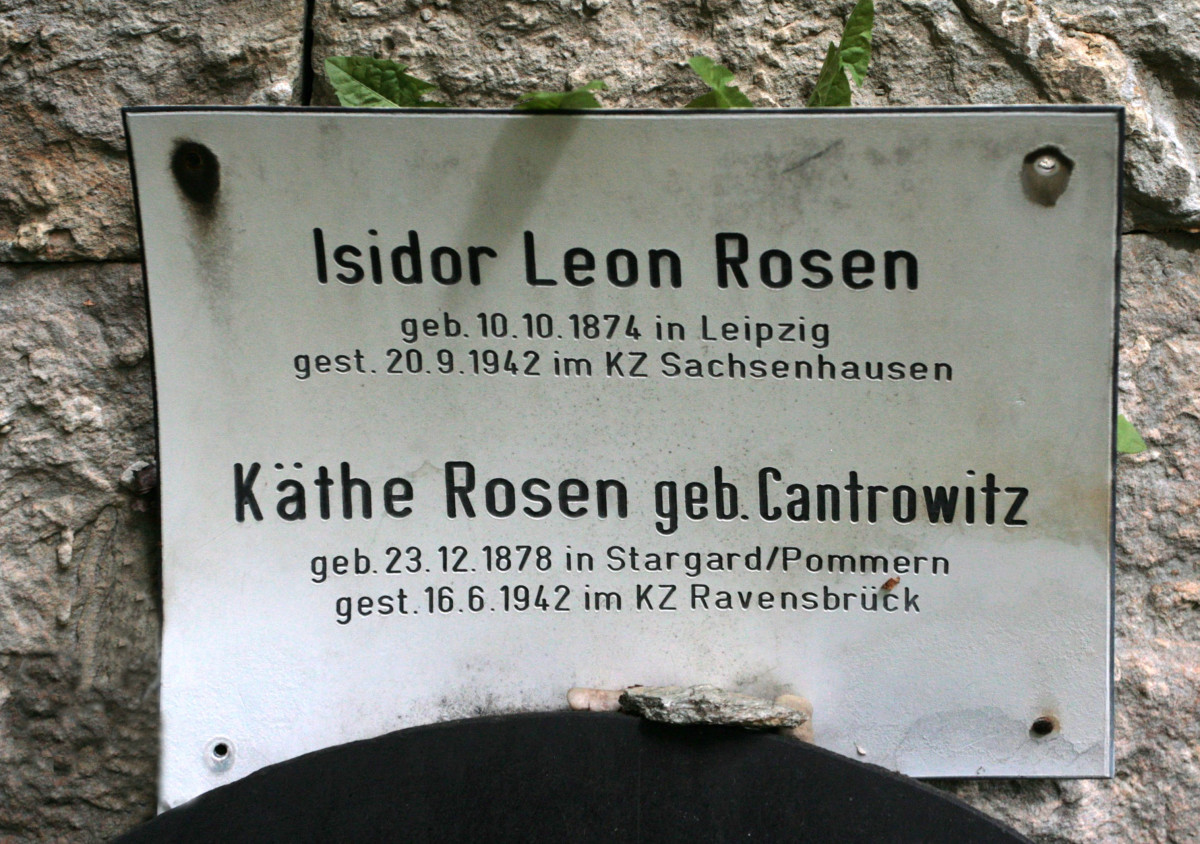 Isidor Leon Rosen
geb. 10.10.1874 in Leipzig
gest. 20.9.1942 im KZ Sachsenhausen
Käthe Rosen geb. Cantrowitz
geb. 23.12.1878 in Stargard/Pommern
gest. 16.6.1942 im KZ Ravensbrück